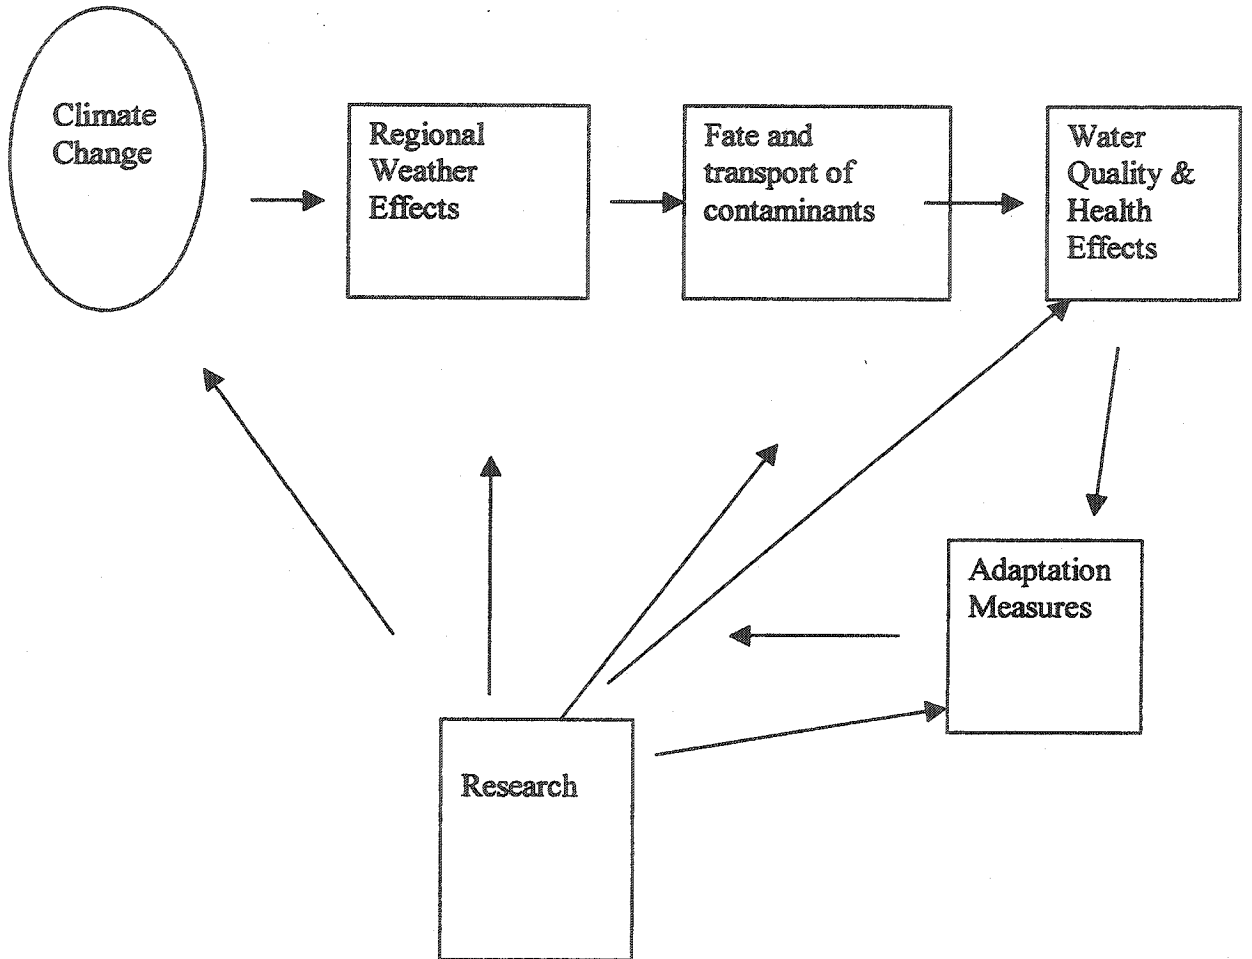 Climate
Change
Regional
Weather
Effects
Fate and
transport of
contaminants
Water
Quality &
Health
Effects
Adaptation
Measures
Research